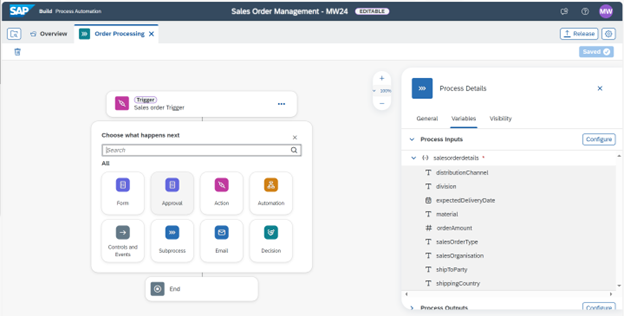 SAP Build Process Automation Sales Order Management - MW24 EDITABLE MW
Overview Order Processing Release
Saved
Trigger
Sales order Trigger
100%
Choose what happens next
Search
All
Form Approval Action Automation
Controls and Events Subprocess Email Decision
End
Process Details
General Variables Visibility
Process Inputs Configure
salesorderdetails *
distributionChannel
division
expectedDeliveryDate
material
orderAmount
salesOrderType
salesOrganisation
shipToParty
shippingCountry
Process Outputs Configure